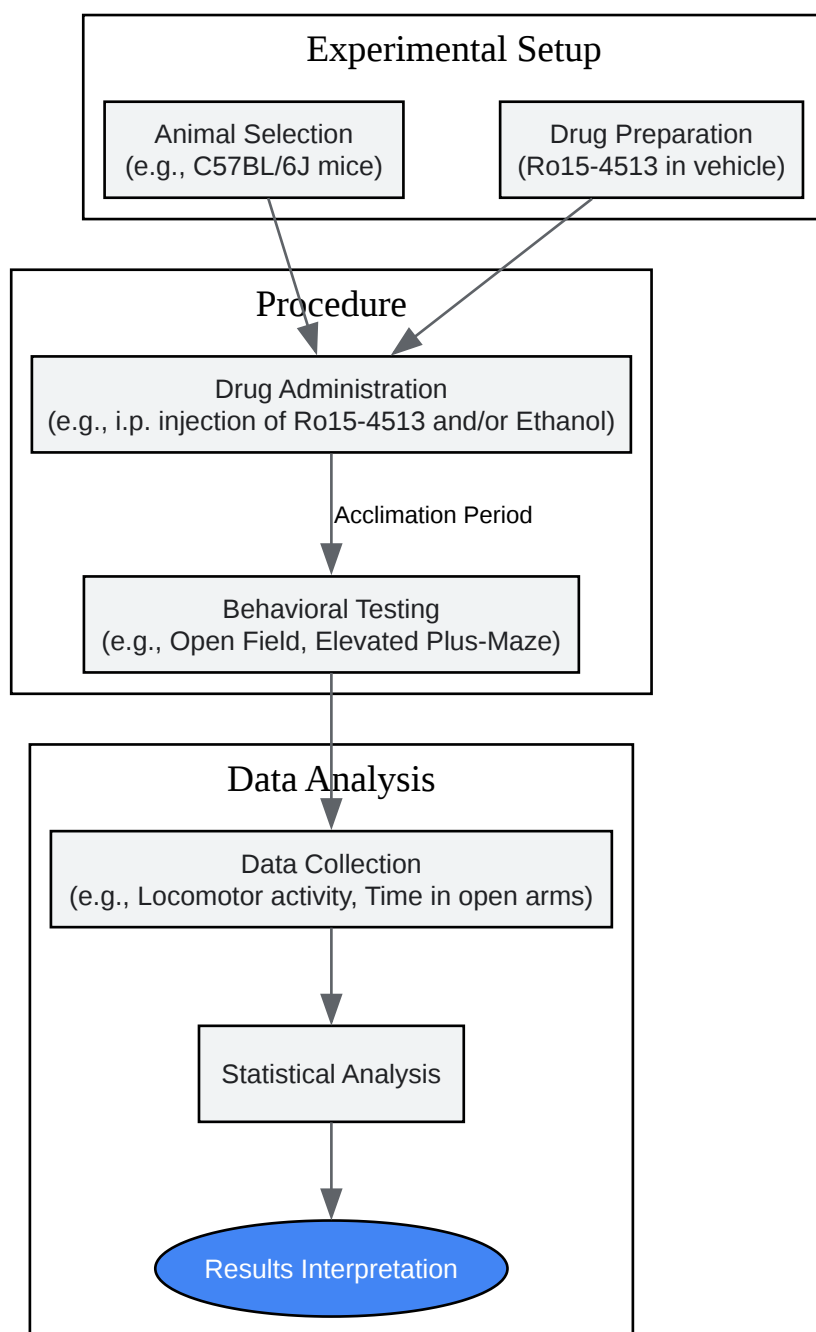 Experimental Setup
Animal Selection
(e.g., C57BL/6J mice)
Drug Preparation
(Ro15-4513 in vehicle)
Procedure
Drug Administration
(e.g., i.p. injection of Ro15-4513 and/or Ethanol)
Acclimation Period
Behavioral Testing
(e.g., Open Field, Elevated Plus-Maze)
Data Analysis
Data Collection
(e.g., Locomotor activity, Time in open arms)
Statistical Analysis
Results Interpretation